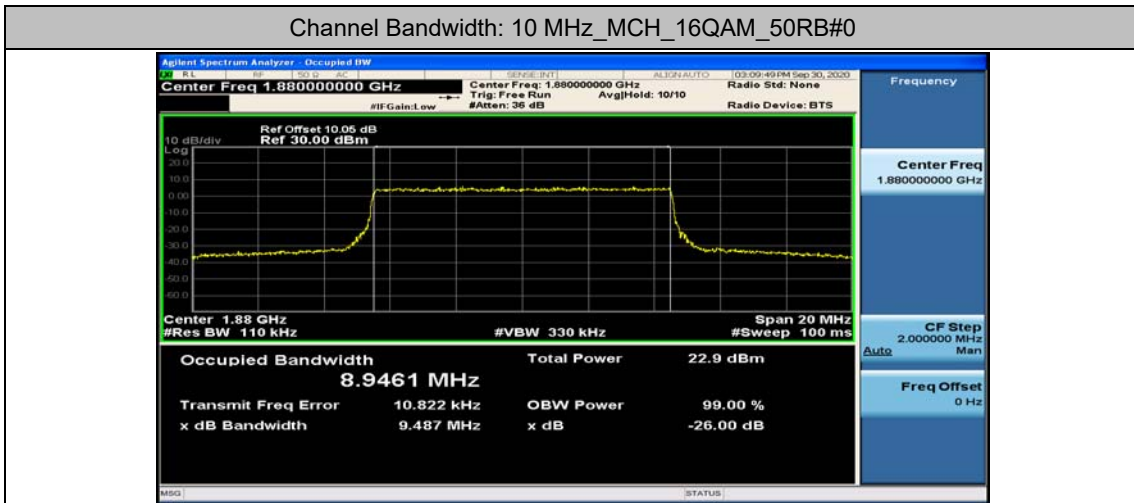 Channel Bandwidth: 10 MHz_MCH_16QAM_50RB#0
Agilent Spectrum Analyzer - Occupied BW
LXI RL RF 50 Ω AC SENSE:INT ALIGN AUTO 03:09:49 PM Sep 30, 2020
Center Freq 1.880000000 GHz Center Freq: 1.880000000 GHz Radio Std: None Frequency
Trig: Free Run Avg|Hold: 10/10
#IFGain:Low #Atten: 36 dB Radio Device: BTS
Ref Offset 10.05 dB
10 dB/div Ref 30.00 dBm
Log
20.0
10.0
0.00
-10.0
-20.0
-30.0
-40.0
-50.0
-60.0
Center Freq
1.880000000 GHz
Center 1.88 GHz Span 20 MHz
#Res BW 110 kHz #VBW 330 kHz #Sweep 100 ms
CF Step
2.000000 MHz
Auto Man
Occupied Bandwidth Total Power 22.9 dBm
8.9461 MHz
Freq Offset
0 Hz
Transmit Freq Error 10.822 kHz OBW Power 99.00 %
x dB Bandwidth 9.487 MHz x dB -26.00 dB
MSG STATUS